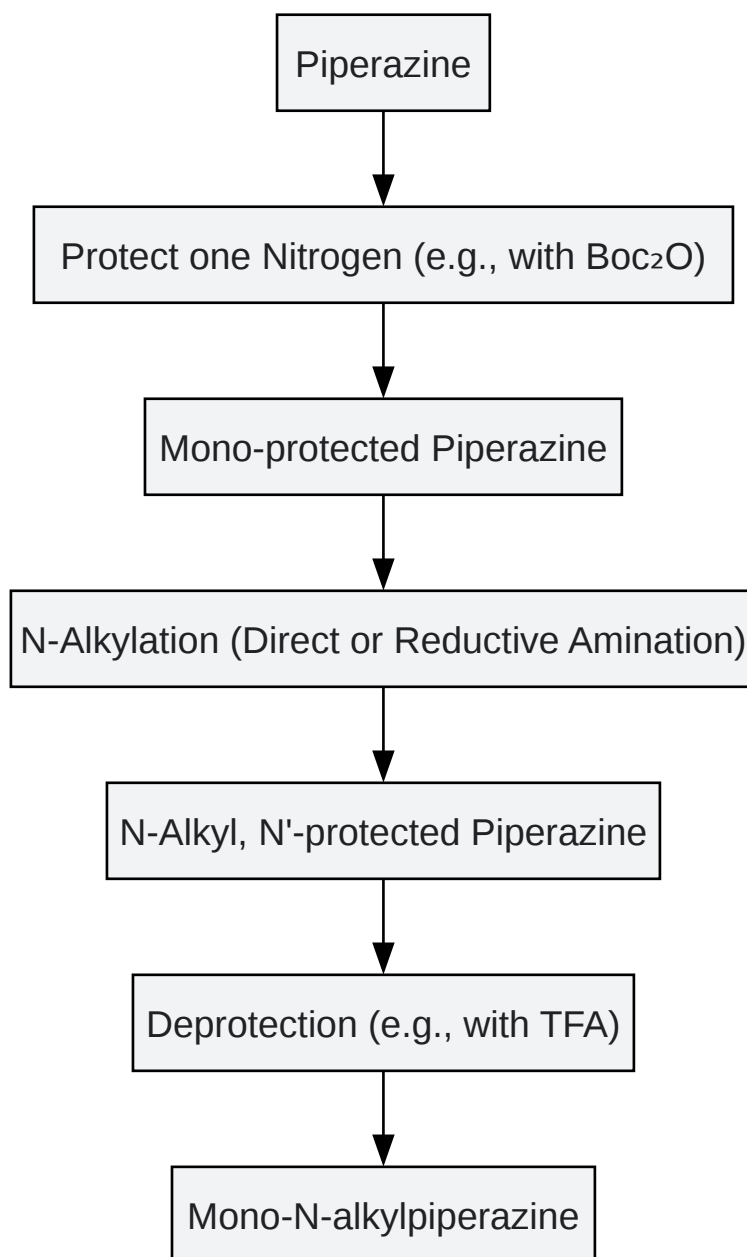 Piperazine
Protect one Nitrogen (e.g., with Boc₂O)
Mono-protected Piperazine
N-Alkylation (Direct or Reductive Amination)
N-Alkyl, N'-protected Piperazine
Deprotection (e.g., with TFA)
Mono-N-alkylpiperazine